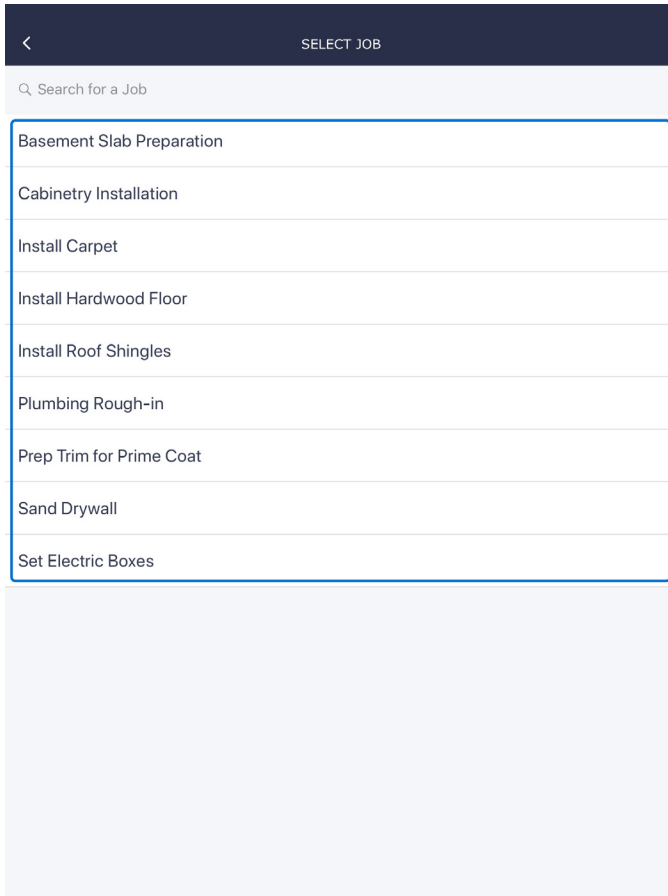 SELECT JOB
Search for a Job
Basement Slab Preparation
Cabinetry Installation
Install Carpet
Install Hardwood Floor
Install Roof Shingles
Plumbing Rough-in
Prep Trim for Prime Coat
Sand Drywall
Set Electric Boxes